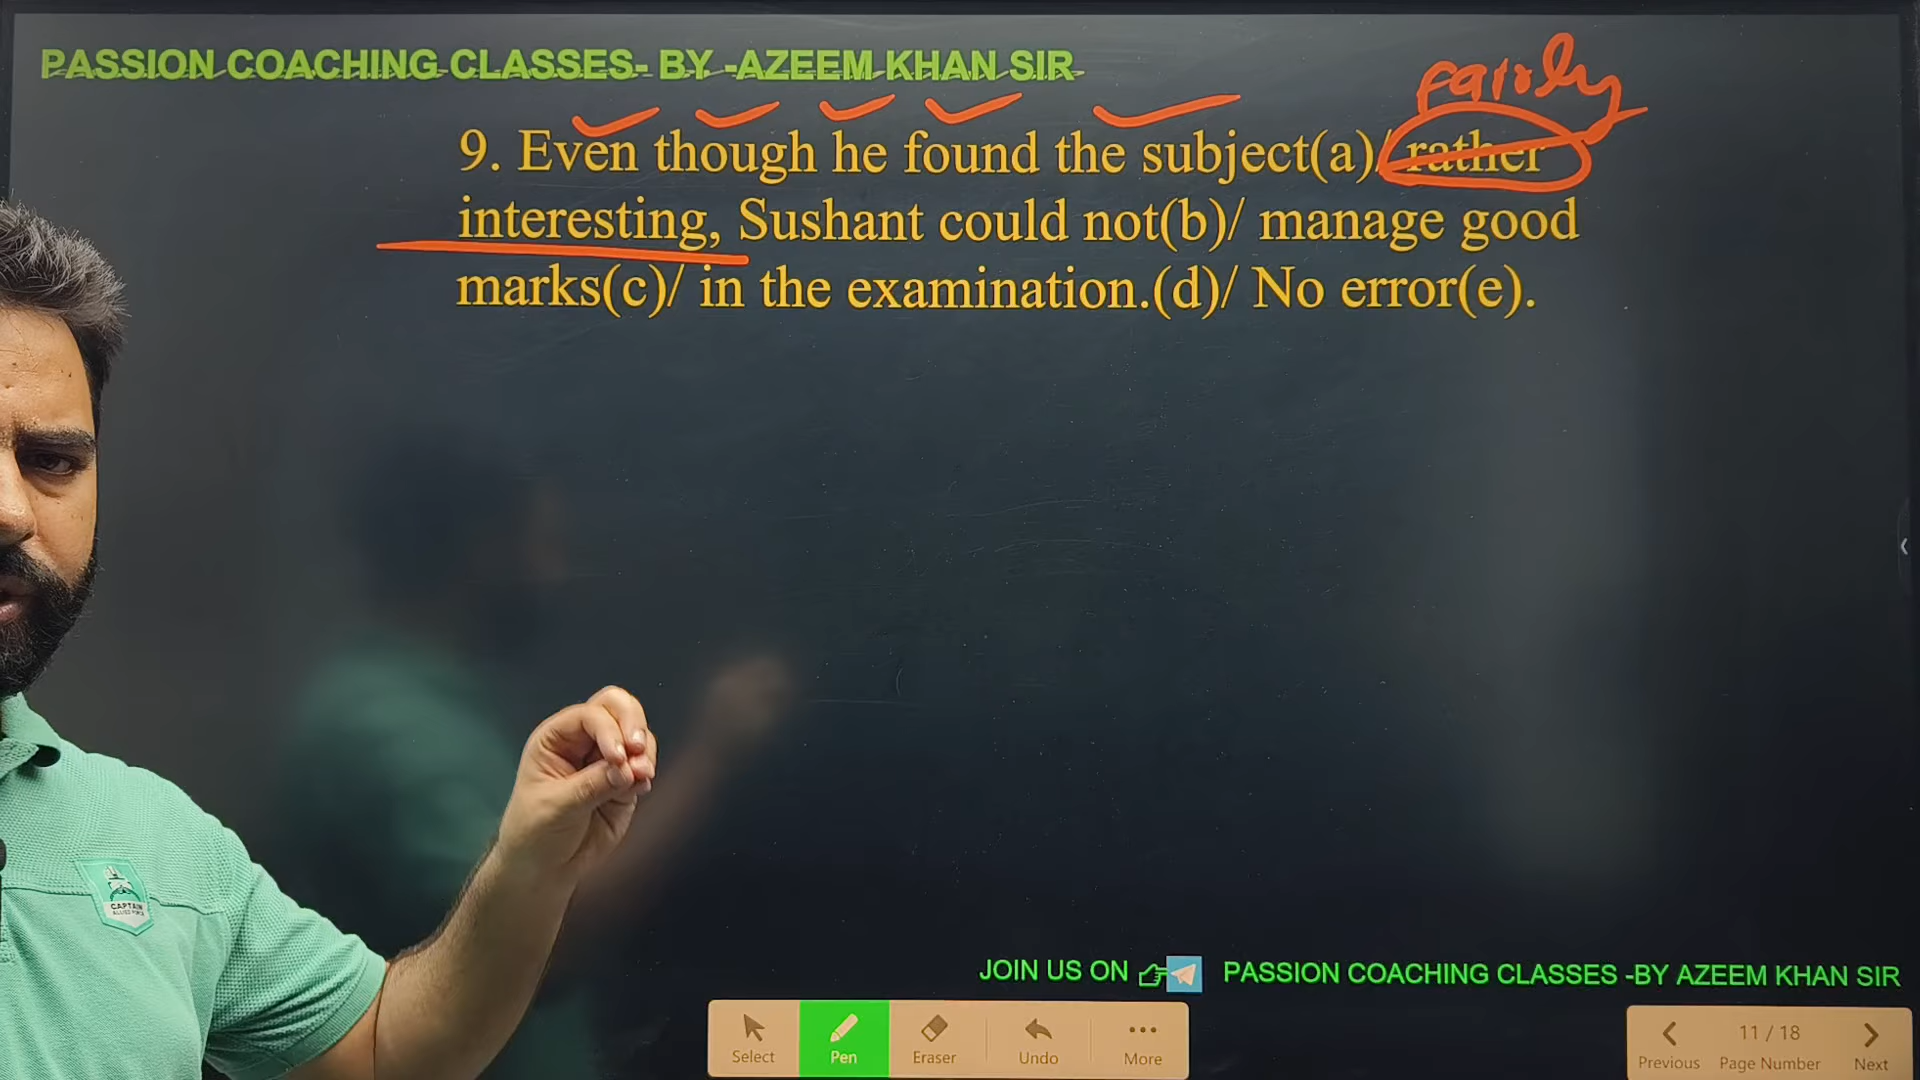 PASSION COACHING CLASSES- BY -AZEEM KHAN SIR
fairly
9. Even though he found the subject(a)/ rather
interesting, Sushant could not(b)/ manage good
marks(c)/ in the examination.(d)/ No error(e).
CAPTAIN
JOIN US ON PASSION COACHING CLASSES -BY AZEEM KHAN SIR
Select Pen Eraser Undo More
11 / 18
Previous Page Number Next